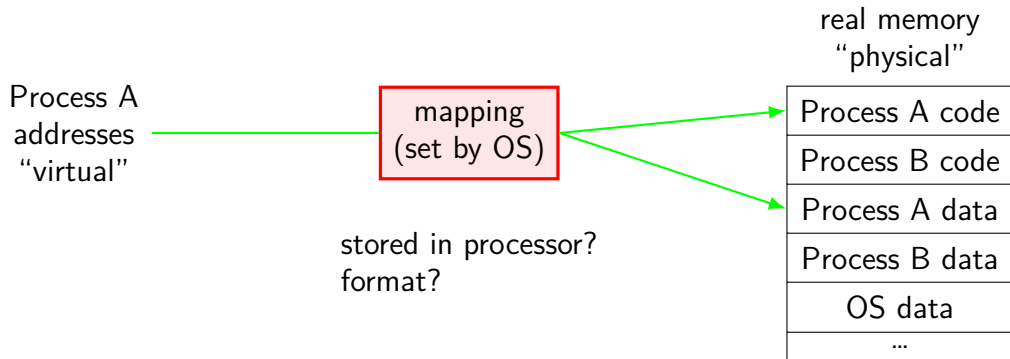 Process A
addresses
“virtual”
mapping
(set by OS)
stored in processor?
format?
real memory
“physical”
Process A code
Process B code
Process A data
Process B data
OS data
...